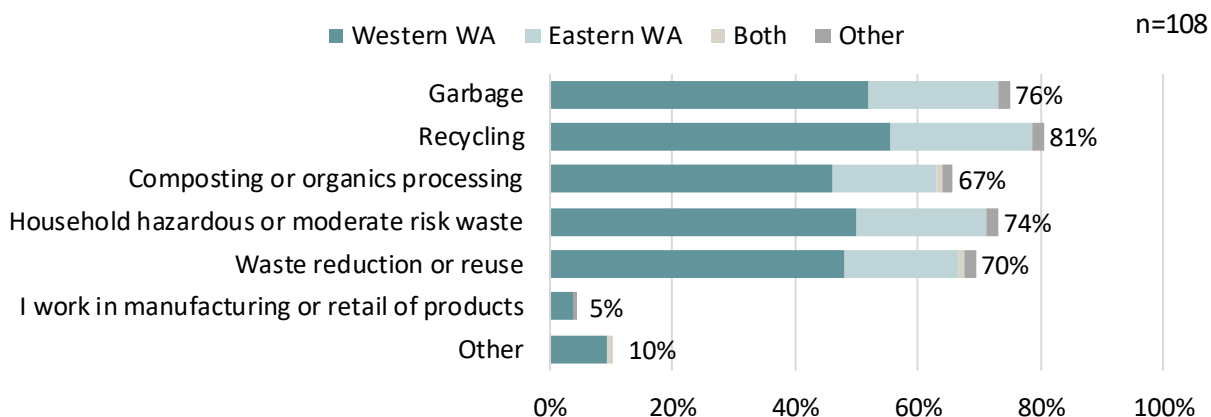 Western WA Eastern WA Both Other
n=108
Garbage 76%
Recycling 81%
Composting or organics processing 67%
Household hazardous or moderate risk waste 74%
Waste reduction or reuse 70%
I work in manufacturing or retail of products 5%
Other 10%
0% 20% 40% 60% 80% 100%